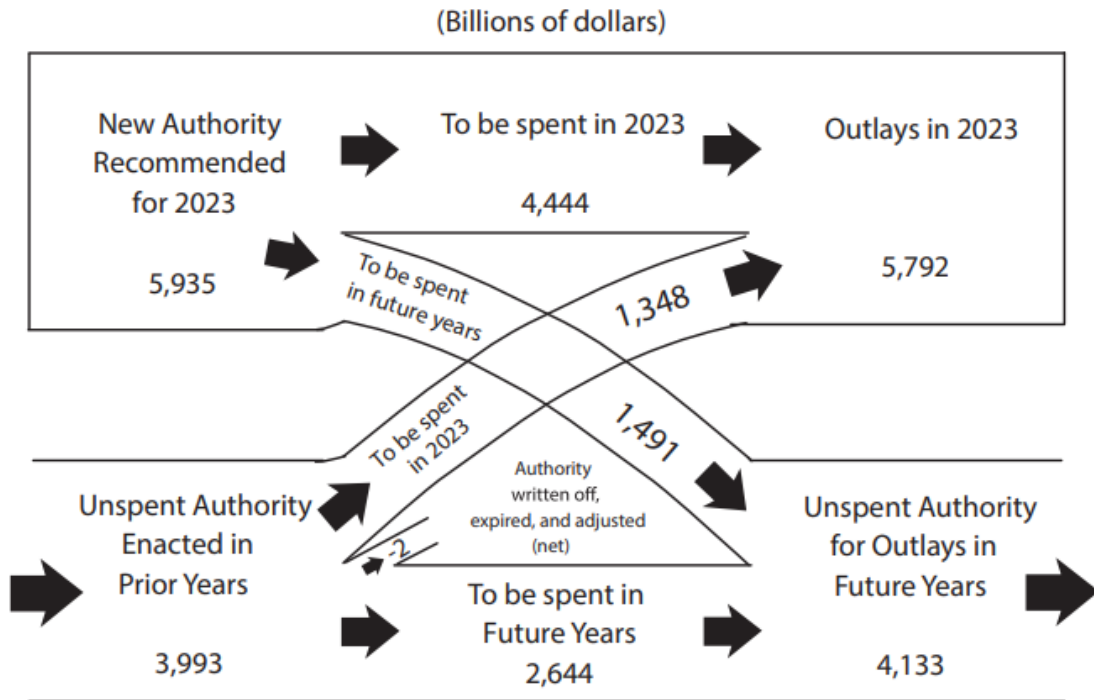 (Billions of dollars)
New Authority
Recommended
for 2023
5,935
To be spent in 2023
4,444
Outlays in 2023
5,792
To be spent
in future years
1,348
To be spent
in 2023
1,491
Authority
written off,
expired, and adjusted
(net)
-2
Unspent Authority
Enacted in
Prior Years
3,993
To be spent in
Future Years
2,644
Unspent Authority
for Outlays in
Future Years
4,133